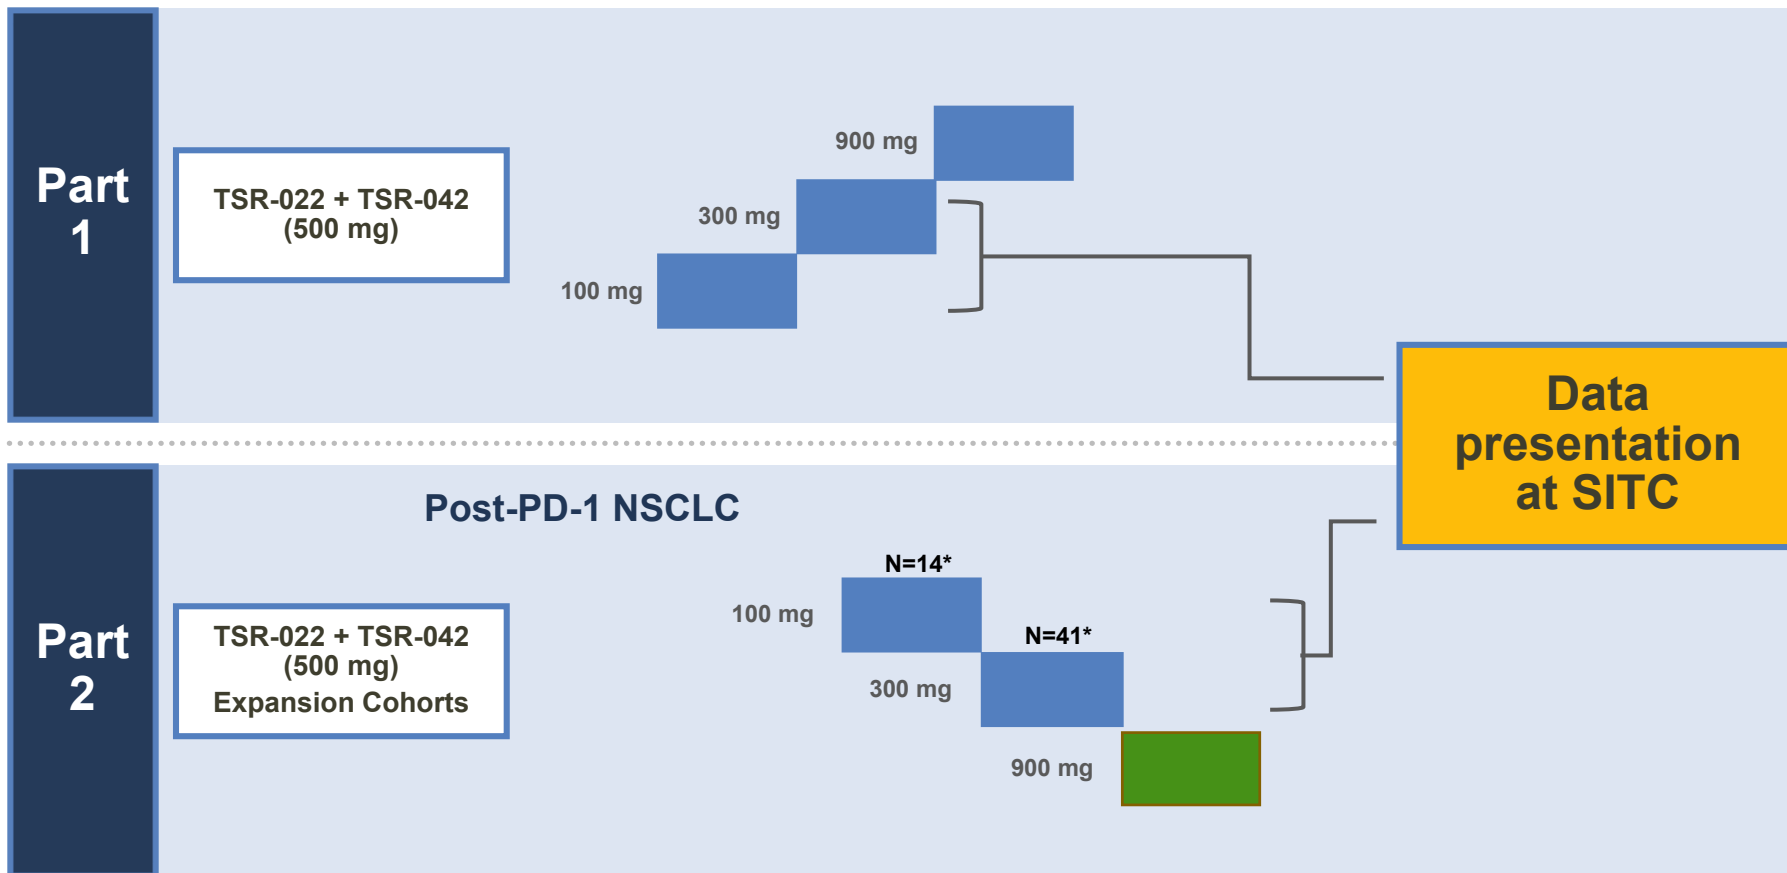 Part
1
TSR-022 + TSR-042
(500 mg)
900 mg
300 mg
100 mg
Data
presentation
at SITC
Part
2
Post-PD-1 NSCLC
TSR-022 + TSR-042
(500 mg)
Expansion Cohorts
N=14*
100 mg
N=41*
300 mg
900 mg